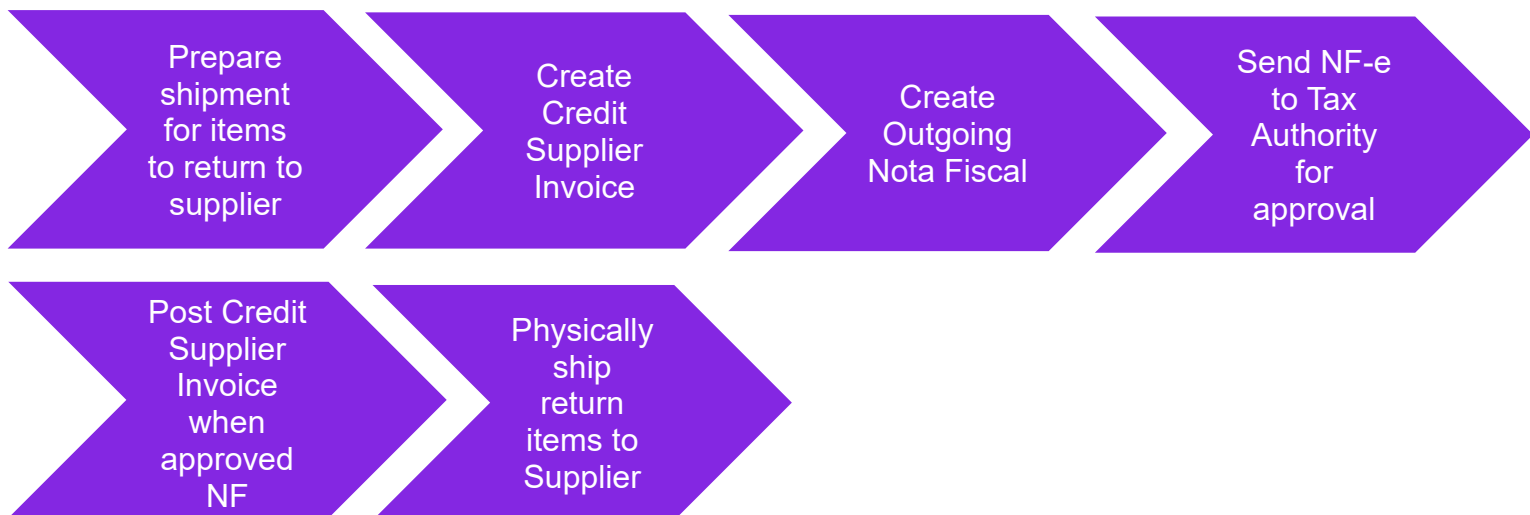 Prepare
shipment
for items
to return to
supplier
Create
Credit
Supplier
Invoice
Create
Outgoing
Nota Fiscal
Send NF-e
to Tax
Authority
for
approval
Post Credit
Supplier
Invoice
when
approved
NF
Physically
ship
return
items to
Supplier